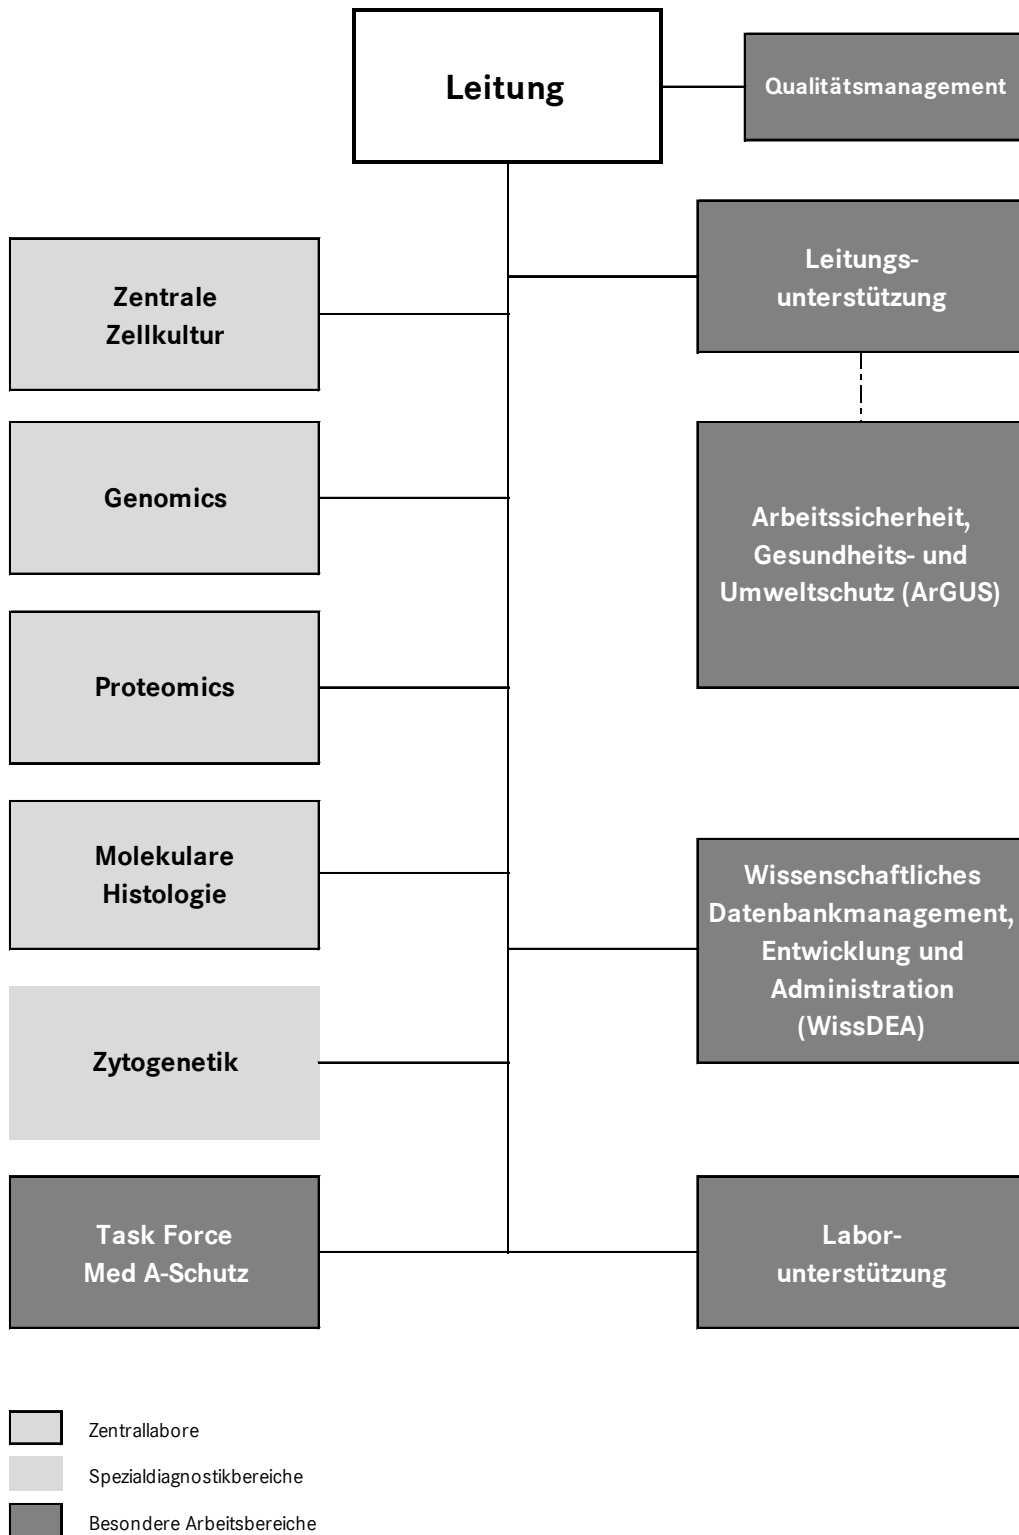 Leitung
Qualitätsmanagement
Leitungs-
unterstützung
Zentrale
Zellkultur
Genomics
Arbeitssicherheit,
Gesundheits- und
Umweltschutz (ArGUS)
Proteomics
Molekulare
Histologie
Wissenschaftliches
Datenbankmanagement,
Entwicklung und
Administration
(WissDEA)
Zytogenetik
Task Force
Med A-Schutz
Labor-
unterstützung
Zentrallabore
Spezialdiagnostikbereiche
Besondere Arbeitsbereiche